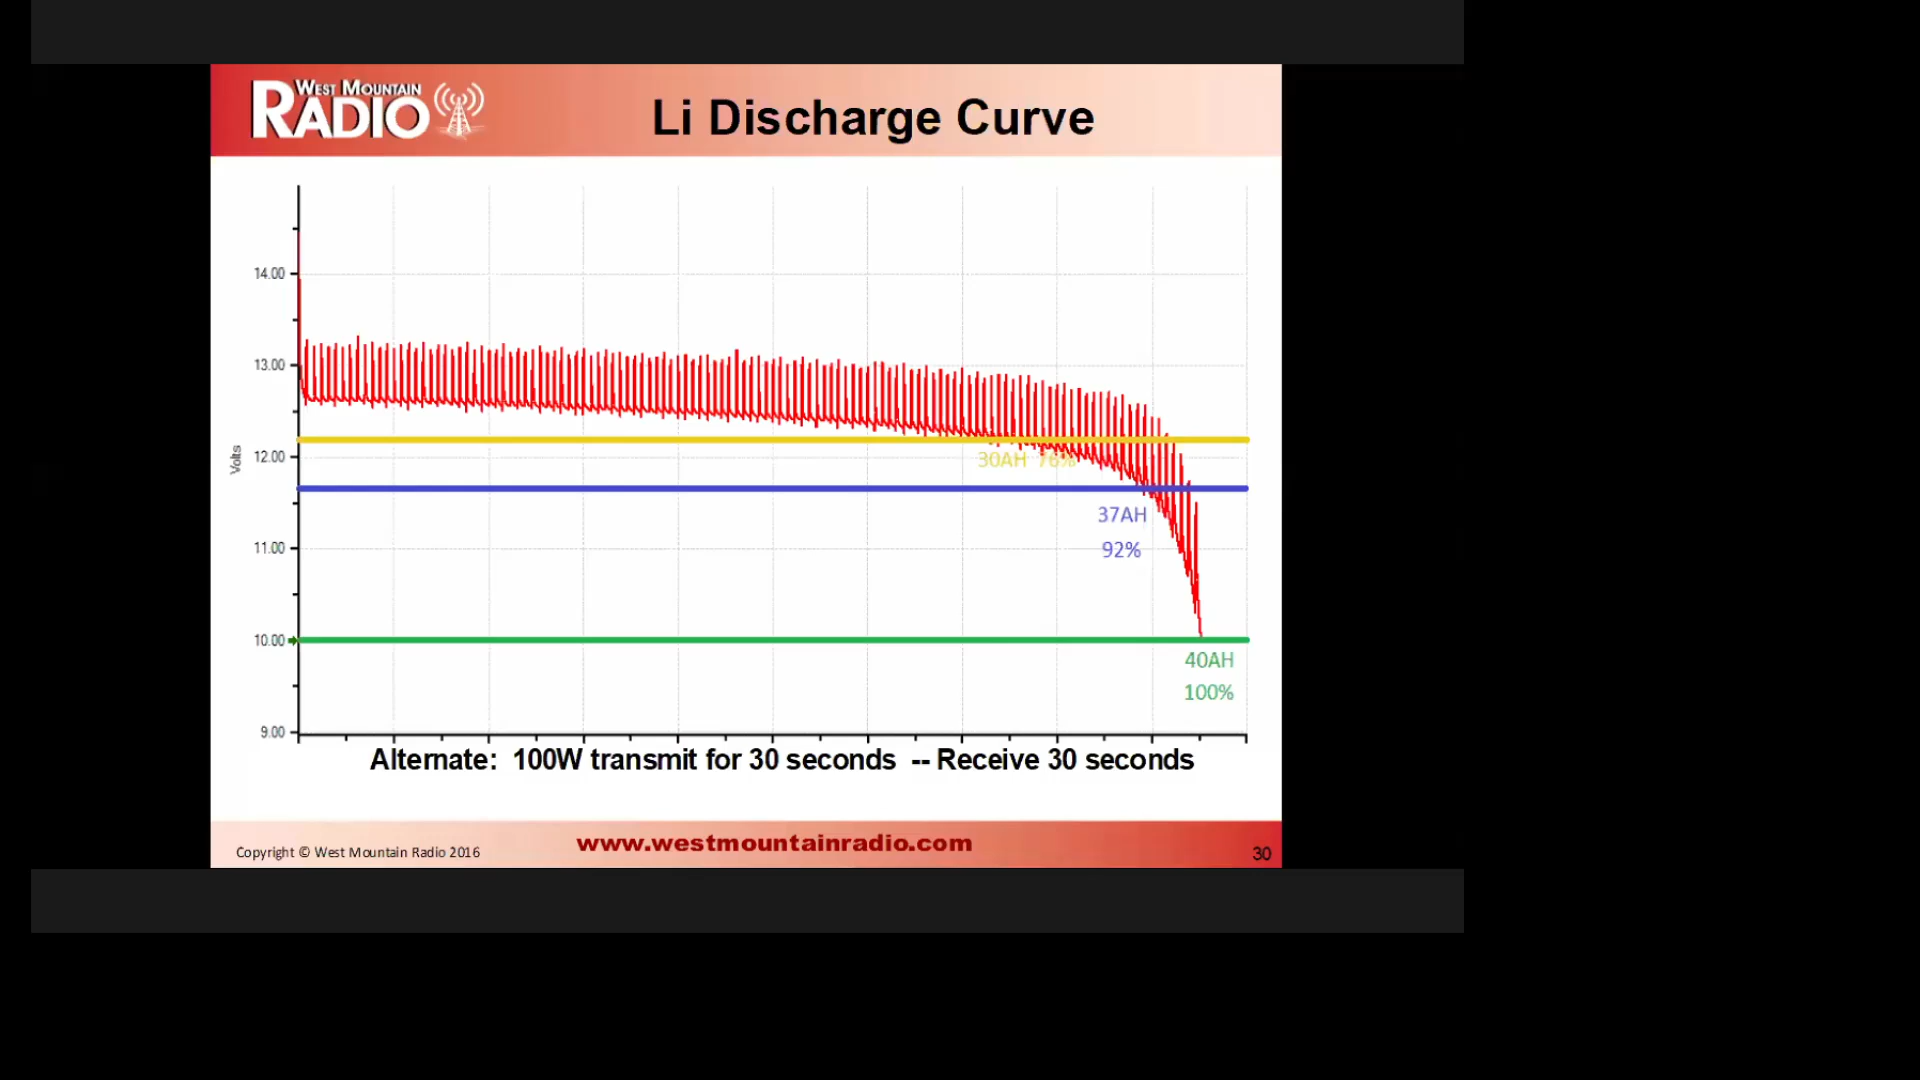 WEST MOUNTAIN
RADIO
Li Discharge Curve
14.00
13.00
12.00
11.00
10.00
9.00
Volts
30AH 76%
37AH
92%
40AH
100%
Alternate: 100W transmit for 30 seconds -- Receive 30 seconds
Copyright © West Mountain Radio 2016
www.westmountainradio.com
30